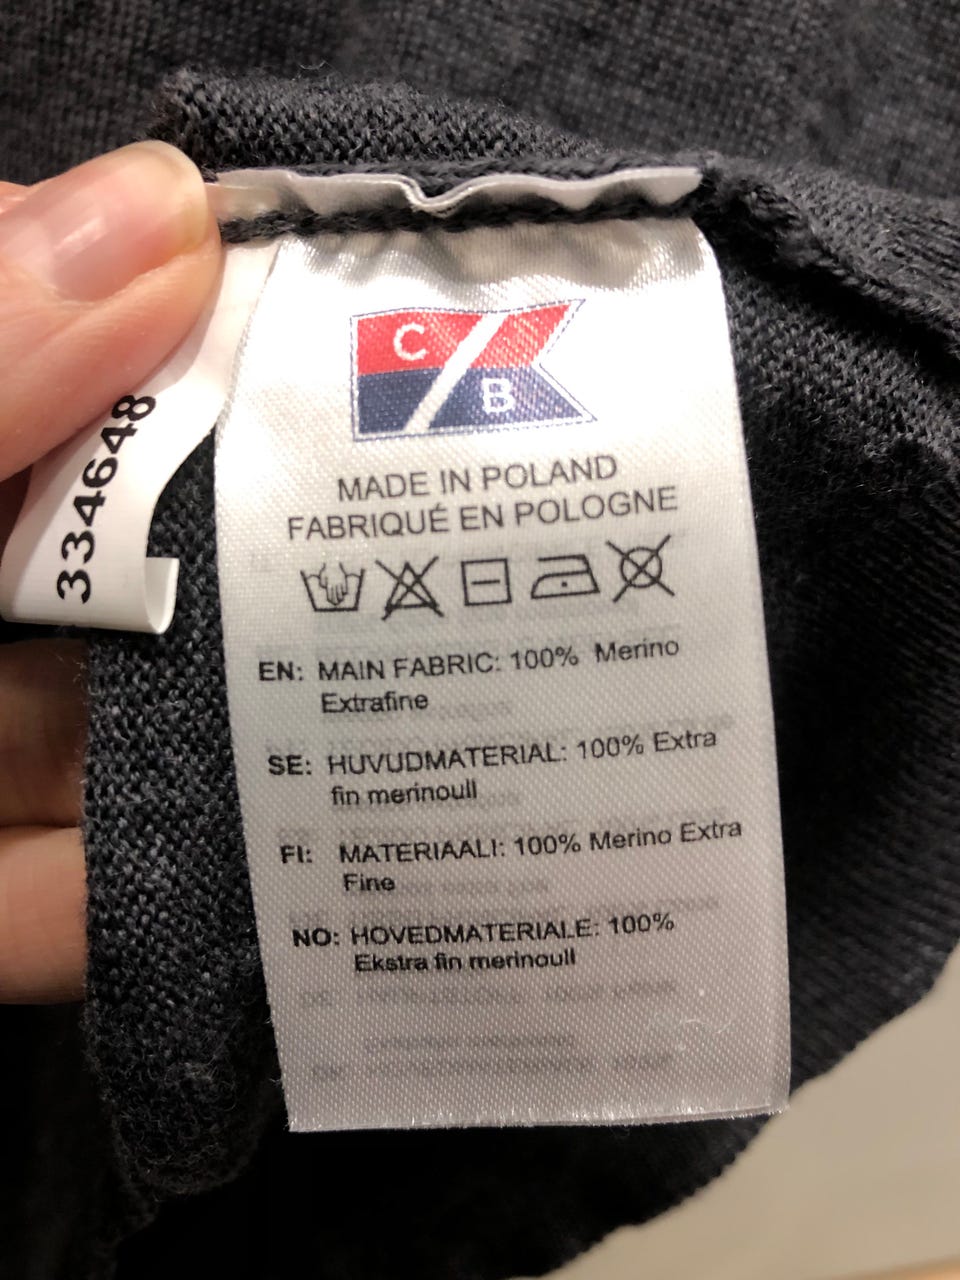 C
B
334648
MADE IN POLAND
FABRIQUÉ EN POLOGNE
EN: MAIN FABRIC: 100% Merino
Extrafine
SE: HUVUDMATERIAL: 100% Extra
fin merinoull
FI: MATERIAALI: 100% Merino Extra
Fine
NO: HOVEDMATERIALE: 100%
Ekstra fin merinoull